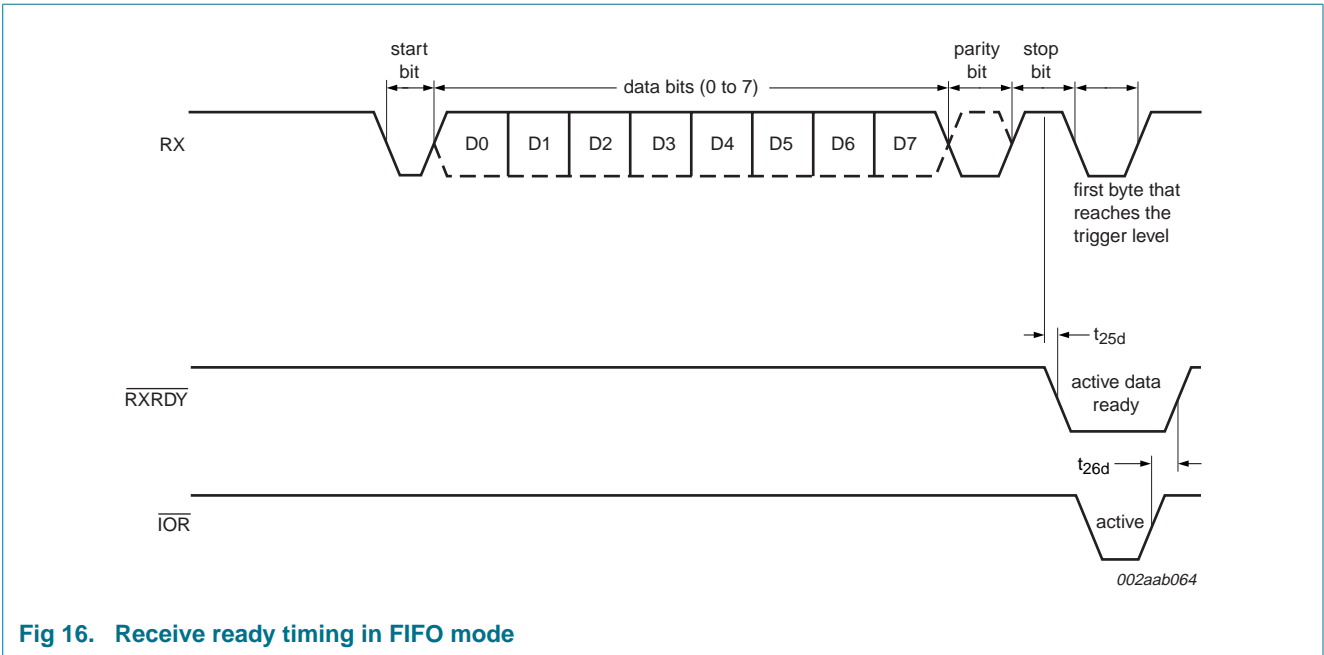 start
bit
data bits (0 to 7)
parity
bit
stop
bit
RX
D0 D1 D2 D3 D4 D5 D6 D7
first byte that
reaches the
trigger level
t25d
RXRDY
active data
ready
t26d
IOR
active
002aab064
Fig 16. Receive ready timing in FIFO mode